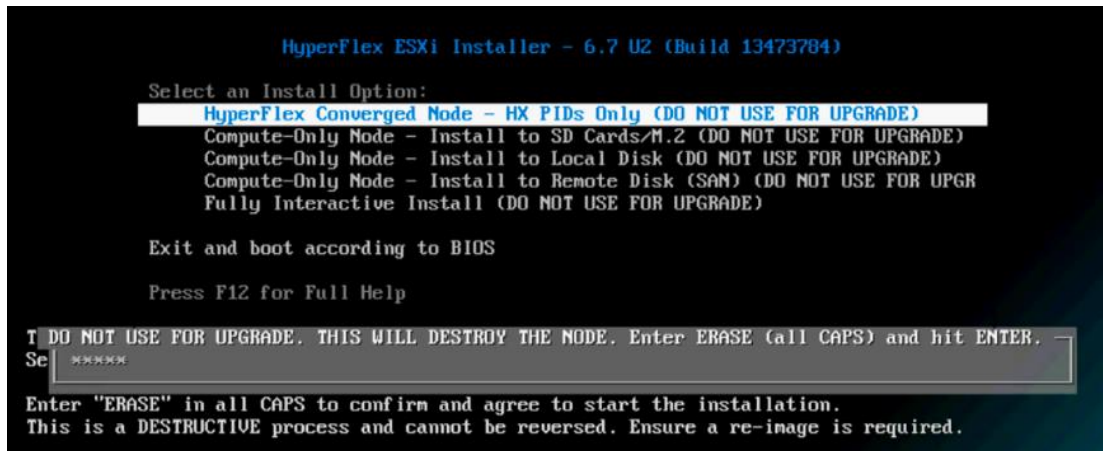 HyperFlex ESXi Installer - 6.7 U2 (Build 13473784)
Select an Install Option:
HyperFlex Converged Node - HX PIDs Only (DO NOT USE FOR UPGRADE)
Compute-Only Node - Install to SD Cards/M.2 (DO NOT USE FOR UPGRADE)
Compute-Only Node - Install to Local Disk (DO NOT USE FOR UPGRADE)
Compute-Only Node - Install to Remote Disk (SAN) (DO NOT USE FOR UPGR
Fully Interactive Install (DO NOT USE FOR UPGRADE)
Exit and boot according to BIOS
Press F12 for Full Help
T DO NOT USE FOR UPGRADE. THIS WILL DESTROY THE NODE. Enter ERASE (all CAPS) and hit ENTER.
Se *****
Enter "ERASE" in all CAPS to confirm and agree to start the installation.
This is a DESTRUCTIVE process and cannot be reversed. Ensure a re-image is required.